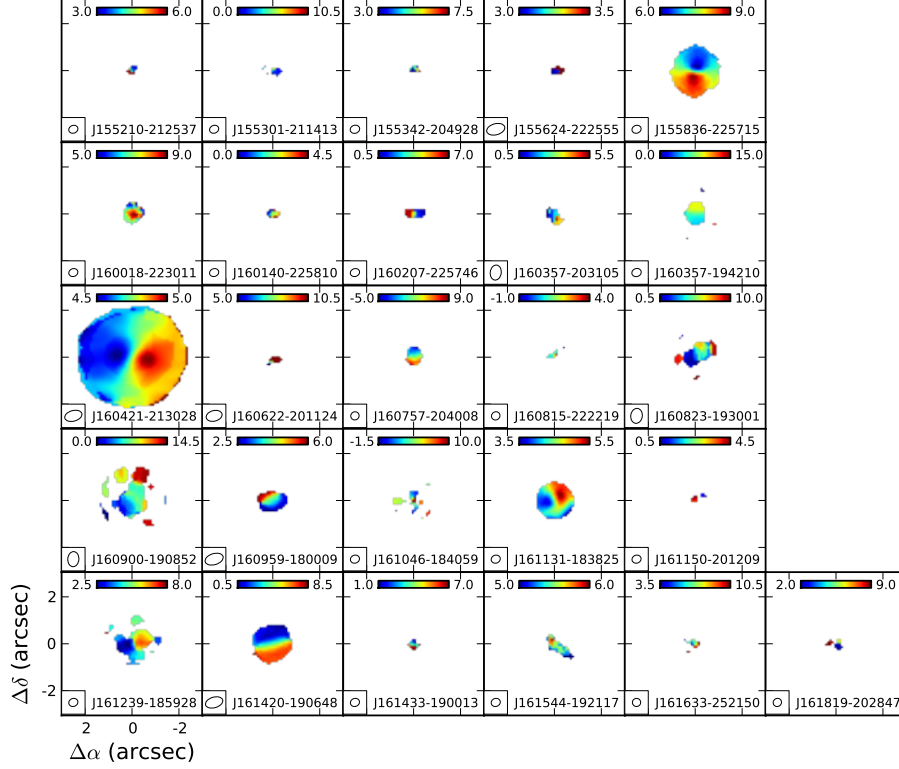 3.0 6.0 0.0 10.5 3.0 7.5 3.0 3.5 6.0 9.0
J155210-212537 J155301-211413 J155342-204928 J155624-222555 J155836-225715
5.0 9.0 0.0 4.5 0.5 7.0 0.5 5.5 0.0 15.0
J160018-223011 J160140-225810 J160207-225746 J160357-203105 J160357-194210
4.5 5.0 5.0 10.5 -5.0 9.0 -1.0 4.0 0.5 10.0
J160421-213028 J160622-201124 J160757-204008 J160815-222219 J160823-193001
0.0 14.5 2.5 6.0 -1.5 10.0 3.5 5.5 0.5 4.5
J160900-190852 J160959-180009 J161046-184059 J161131-183825 J161150-201209
2.5 8.0 0.5 8.5 1.0 7.0 5.0 6.0 3.5 10.5 2.0 9.0
2
0
-2
Δδ (arcsec)
J161239-185928 J161420-190648 J161433-190013 J161544-192117 J161633-252150 J161819-202847
2 0 -2
Δα (arcsec)